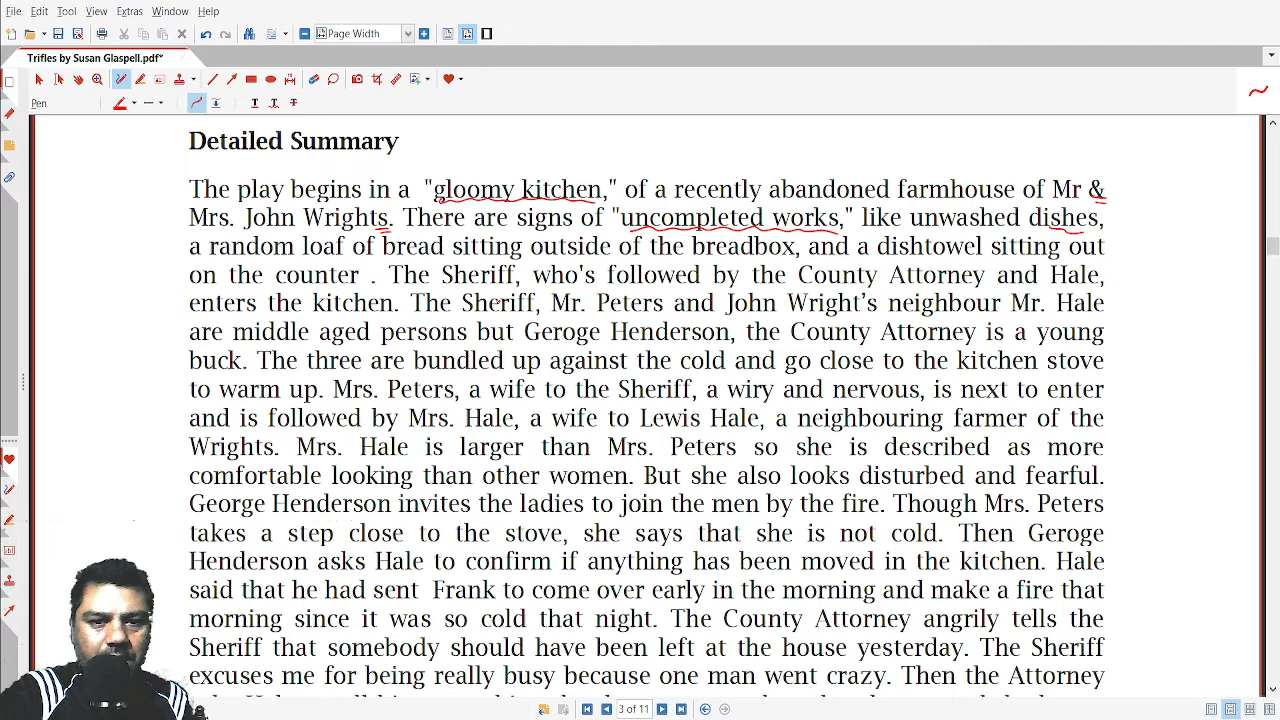 File Edit View Extras Window Help
Page Width
Trifles by Susan Glaspell.pdf*
Pen
Detailed Summary
The play begins in a "gloomy kitchen," of a recently abandoned farmhouse of Mr &
Mrs. John Wrights. There are signs of "uncompleted works," like unwashed dishes,
a random loaf of bread sitting outside of the breadbox, and a dishtowel sitting out
on the counter . The Sheriff, who's followed by the County Attorney and Hale,
enters the kitchen. The Sheriff, Mr. Peters and John Wright's neighbour Mr. Hale
are middle aged persons but Geroge Henderson, the County Attorney is a young
buck. The three are bundled up against the cold and go close to the kitchen stove
to warm up. Mrs. Peters, a wife to the Sheriff, a wiry and nervous, is next to enter
and is followed by Mrs. Hale, a wife to Lewis Hale, a neighbouring farmer of the
Wrights. Mrs. Hale is larger than Mrs. Peters so she is described as more
comfortable looking than other women. But she also looks disturbed and fearful.
George Henderson invites the ladies to join the men by the fire. Though Mrs. Peters
takes a step close to the stove, she says that she is not cold. Then Geroge
Henderson asks Hale to confirm if anything has been moved in the kitchen. Hale
said that he had sent Frank to come over early in the morning and make a fire that
morning since it was so cold that night. The County Attorney angrily tells the
Sheriff that somebody should have been left at the house yesterday. The Sheriff
excuses me for being really busy because one man went crazy. Then the Attorney
3 of 11